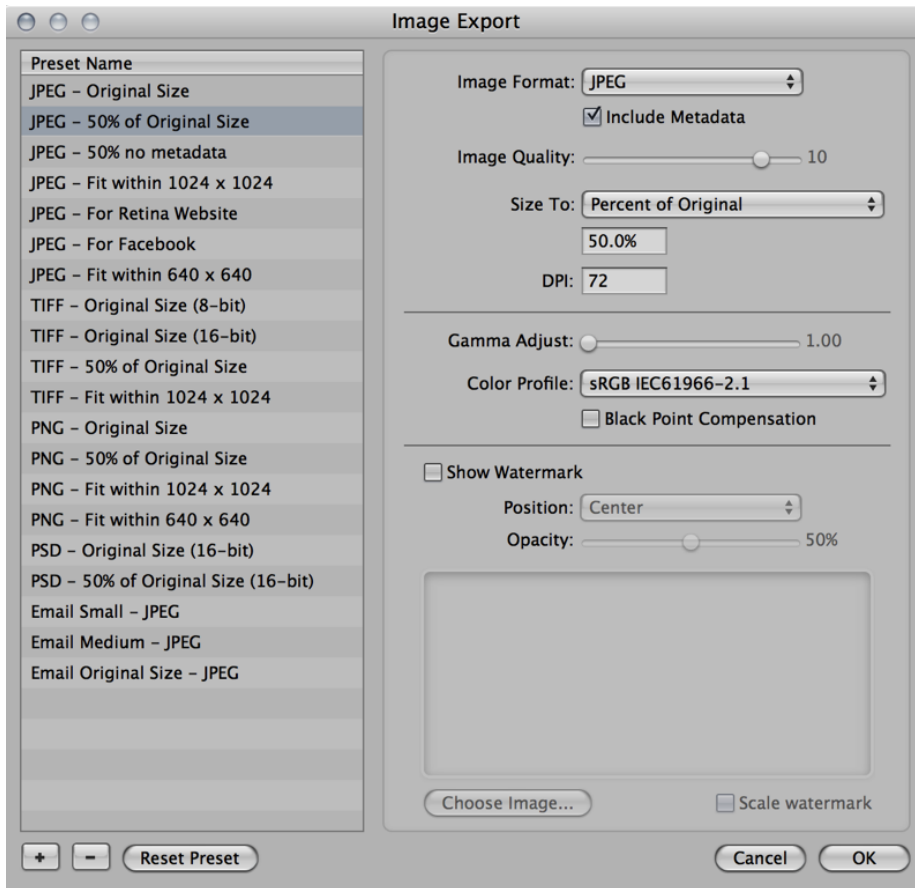 Image Export
Preset Name
JPEG – Original Size
JPEG – 50% of Original Size
JPEG – 50% no metadata
JPEG – Fit within 1024 x 1024
JPEG – For Retina Website
JPEG – For Facebook
JPEG – Fit within 640 x 640
TIFF – Original Size (8-bit)
TIFF – Original Size (16-bit)
TIFF – 50% of Original Size
TIFF – Fit within 1024 x 1024
PNG – Original Size
PNG – 50% of Original Size
PNG – Fit within 1024 x 1024
PNG – Fit within 640 x 640
PSD – Original Size (16-bit)
PSD – 50% of Original Size (16-bit)
Email Small – JPEG
Email Medium – JPEG
Email Original Size – JPEG
+ – Reset Preset
Image Format: JPEG
Include Metadata
Image Quality: 10
Size To: Percent of Original
50.0%
DPI: 72
Gamma Adjust: 1.00
Color Profile: sRGB IEC61966-2.1
Black Point Compensation
Show Watermark
Position: Center
Opacity: 50%
Choose Image... Scale watermark
Cancel OK